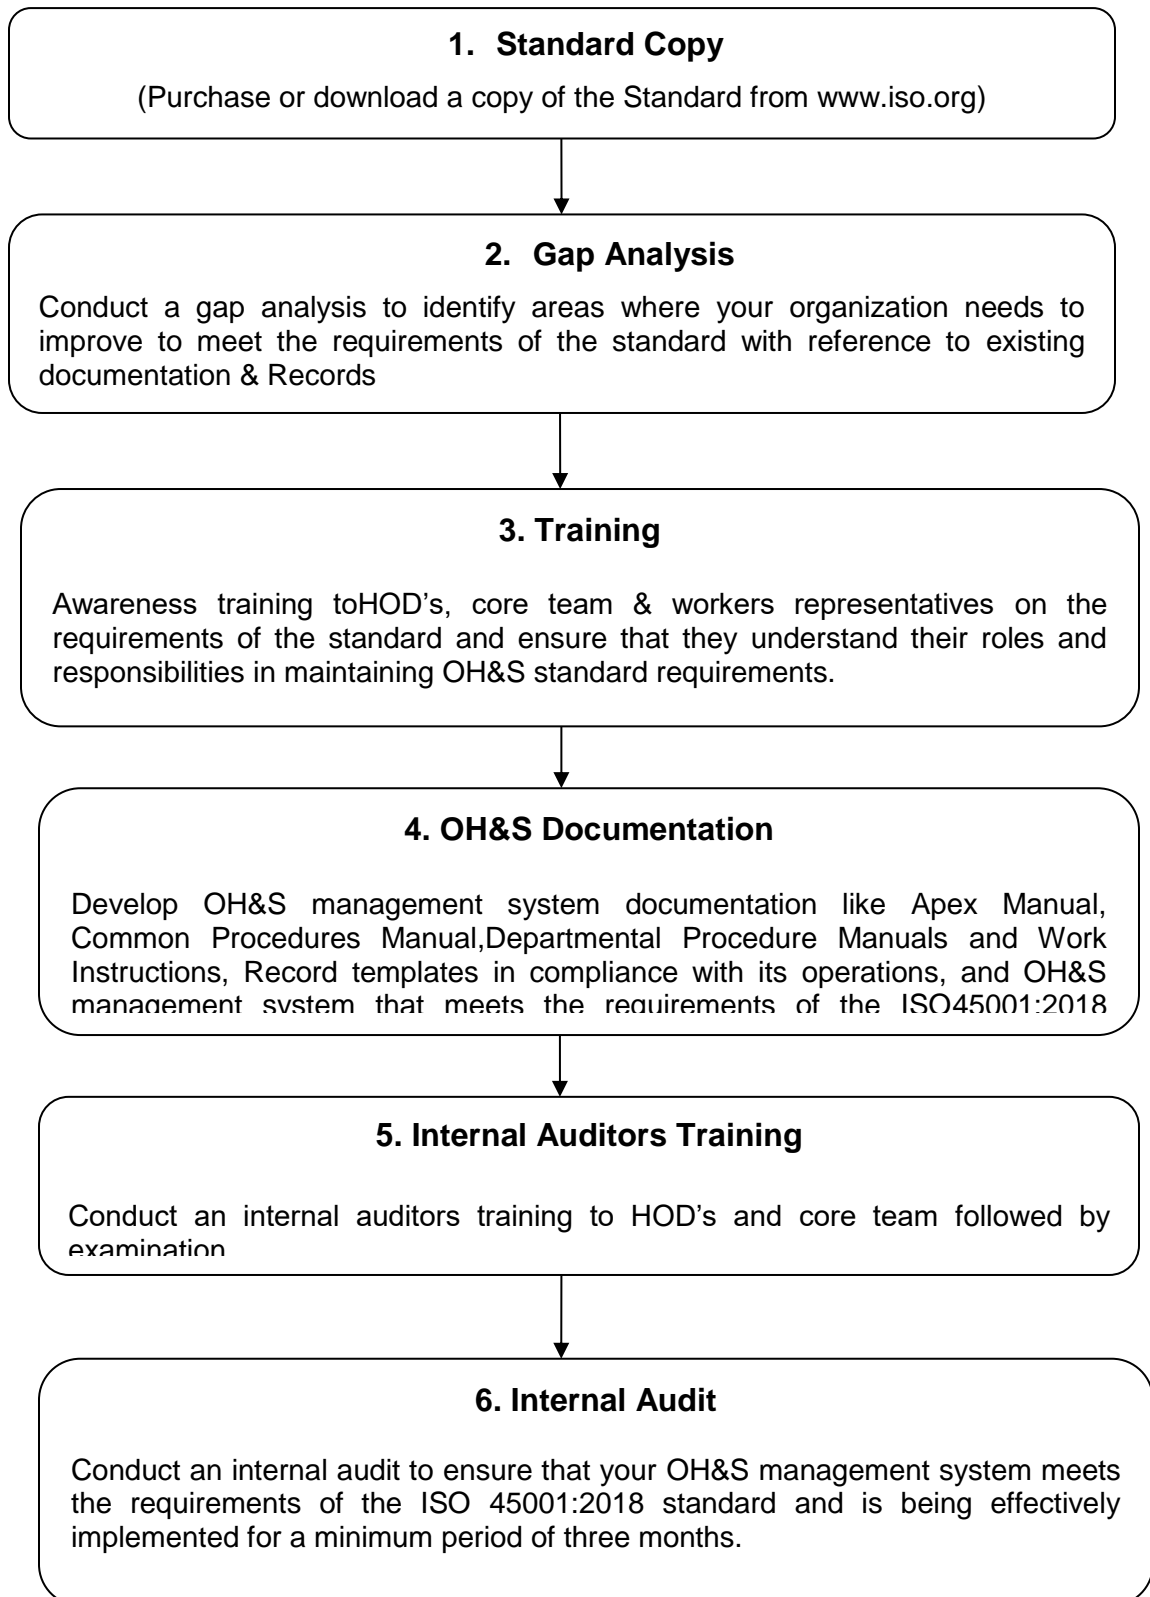 1. Standard Copy
(Purchase or download a copy of the Standard from www.iso.org)
2. Gap Analysis
Conduct a gap analysis to identify areas where your organization needs to
improve to meet the requirements of the standard with reference to existing
documentation & Records
3. Training
Awareness training toHOD's, core team & workers representatives on the
requirements of the standard and ensure that they understand their roles and
responsibilities in maintaining OH&S standard requirements.
4. OH&S Documentation
Develop OH&S management system documentation like Apex Manual,
Common Procedures Manual,Departmental Procedure Manuals and Work
Instructions, Record templates in compliance with its operations, and OH&S
management system that meets the requirements of the ISO45001:2018
5. Internal Auditors Training
Conduct an internal auditors training to HOD's and core team followed by
examination
6. Internal Audit
Conduct an internal audit to ensure that your OH&S management system meets
the requirements of the ISO 45001:2018 standard and is being effectively
implemented for a minimum period of three months.